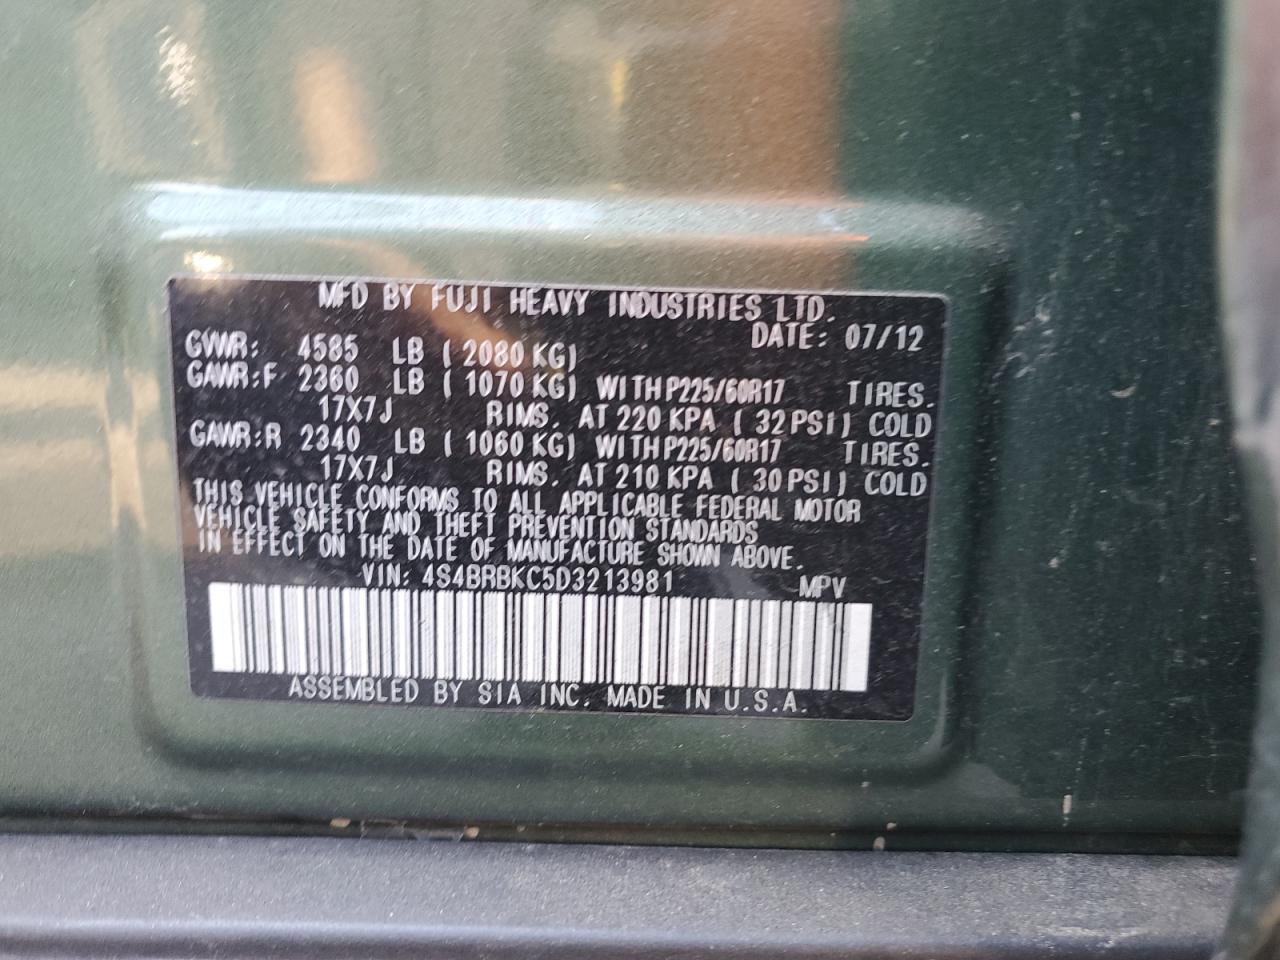 MFD BY FUJI HEAVY INDUSTRIES LTD.
DATE: 07/12
GVWR: 4585 LB ( 2080 KG)
GAWR:F 2360 LB ( 1070 KG) WITH P225/60R17 TIRES.
17X7J RIMS. AT 220 KPA ( 32 PSI) COLD
GAWR:R 2340 LB ( 1060 KG) WITH P225/60R17 TIRES.
17X7J RIMS. AT 210 KPA ( 30 PSI) COLD
THIS VEHICLE CONFORMS TO ALL APPLICABLE FEDERAL MOTOR
VEHICLE SAFETY AND THEFT PREVENTION STANDARDS
IN EFFECT ON THE DATE OF MANUFACTURE SHOWN ABOVE.
VIN: 4S4BRBKC5D3213981 MPV
ASSEMBLED BY SIA INC. MADE IN U.S.A.